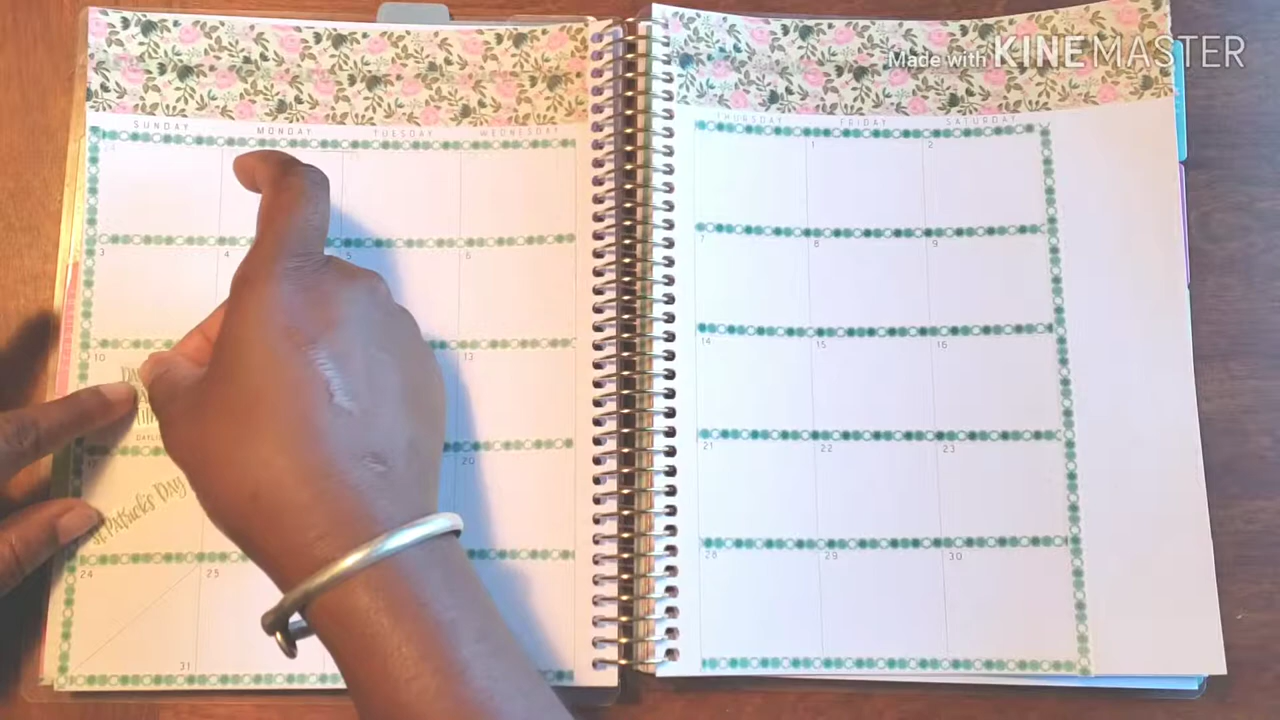 Made with KINEMASTER
SUNDAY MONDAY TUESDAY WEDNESDAY THURSDAY FRIDAY SATURDAY
1 2
3 4 5 6 7 8 9
10 13 14 15 16
20 21 22 23
St. Patrick's Day
24 25 28 29 30
31